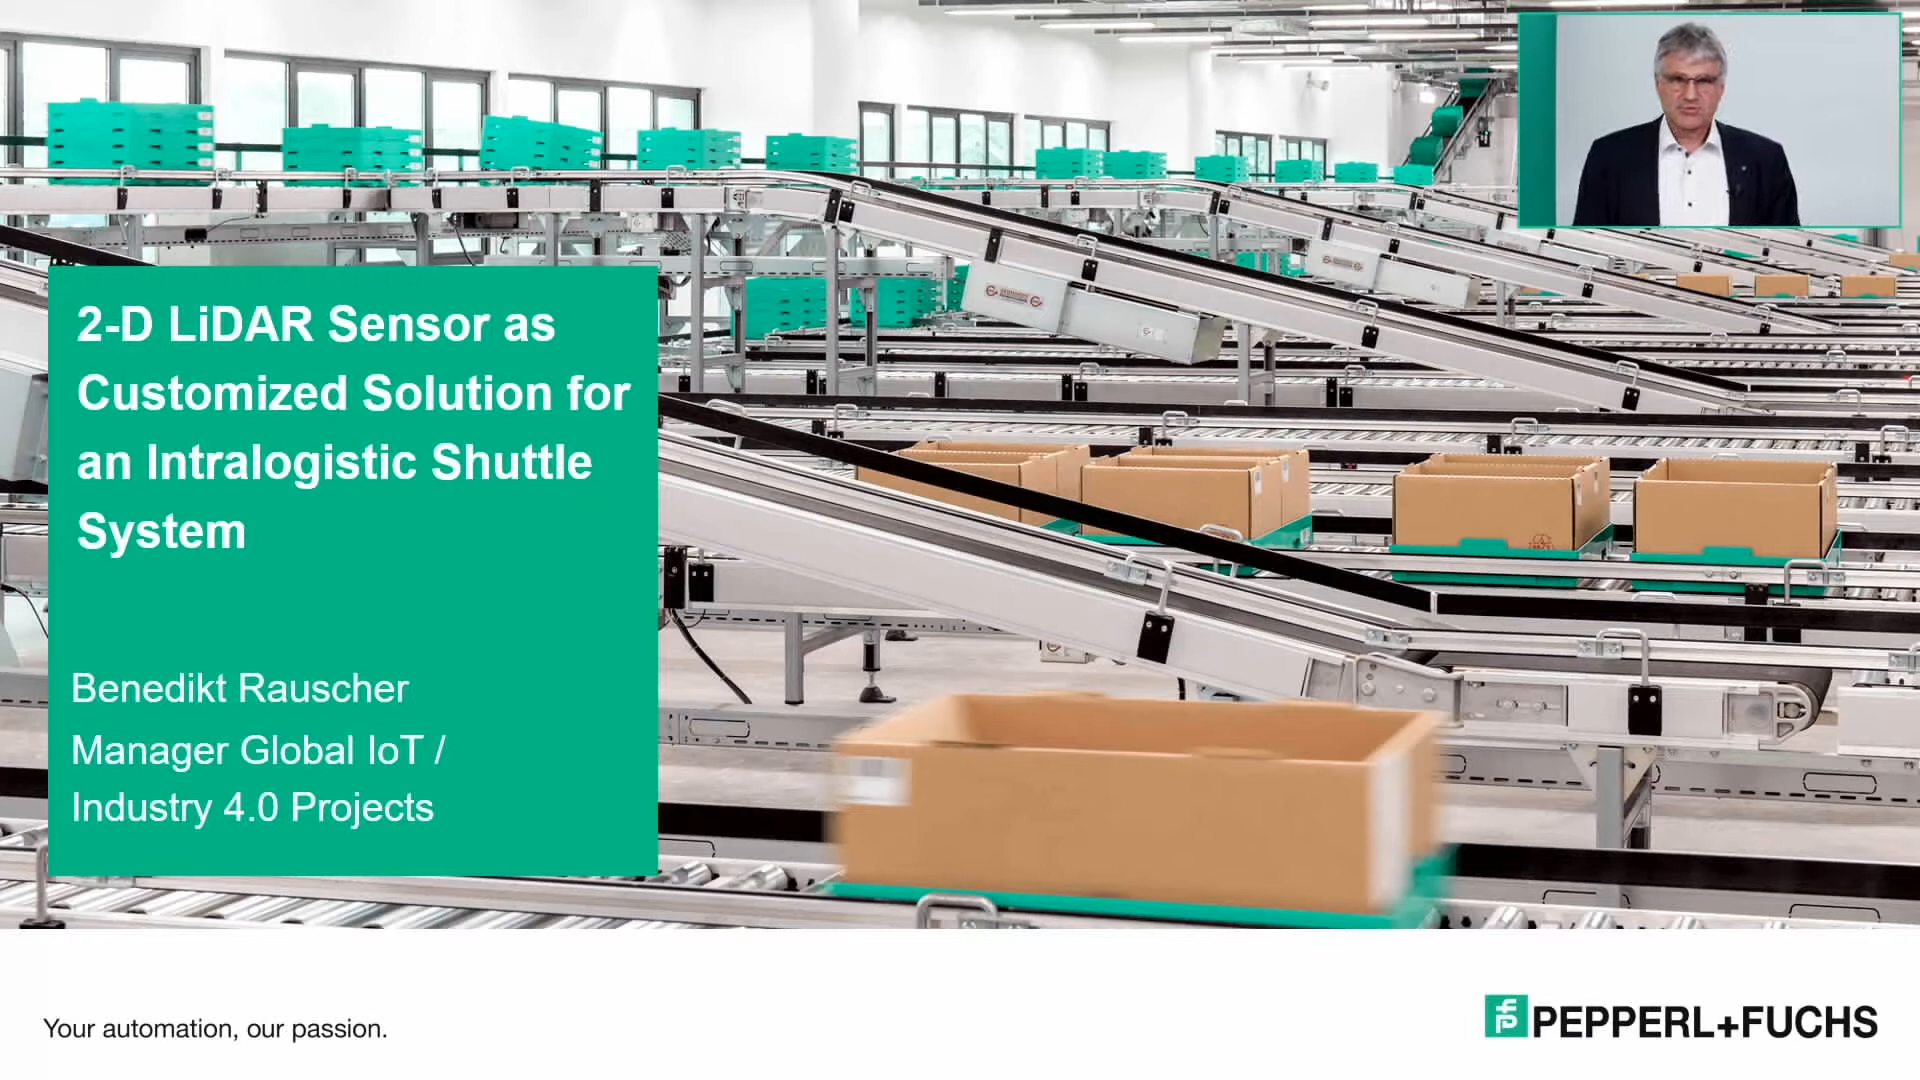 2-D LiDAR Sensor as
Customized Solution for
an Intralogistic Shuttle
System
Benedikt Rauscher
Manager Global IoT /
Industry 4.0 Projects
Your automation, our passion.
PEPPERL+FUCHS